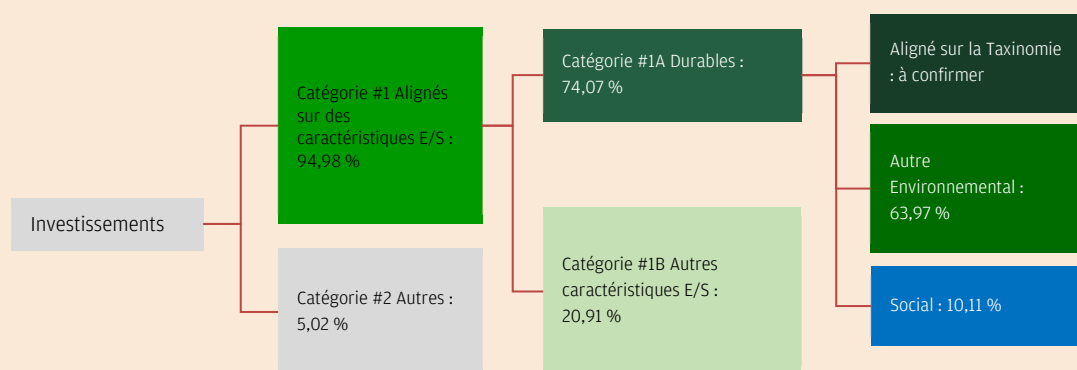 Investissements
Catégorie #1 Alignés
sur des
caractéristiques E/S :
94,98 %
Catégorie #2 Autres :
5,02 %
Catégorie #1A Durables :
74,07 %
Catégorie #1B Autres
caractéristiques E/S :
20,91 %
Aligné sur la Taxinomie
: à confirmer
Autre
Environnemental :
63,97 %
Social : 10,11 %